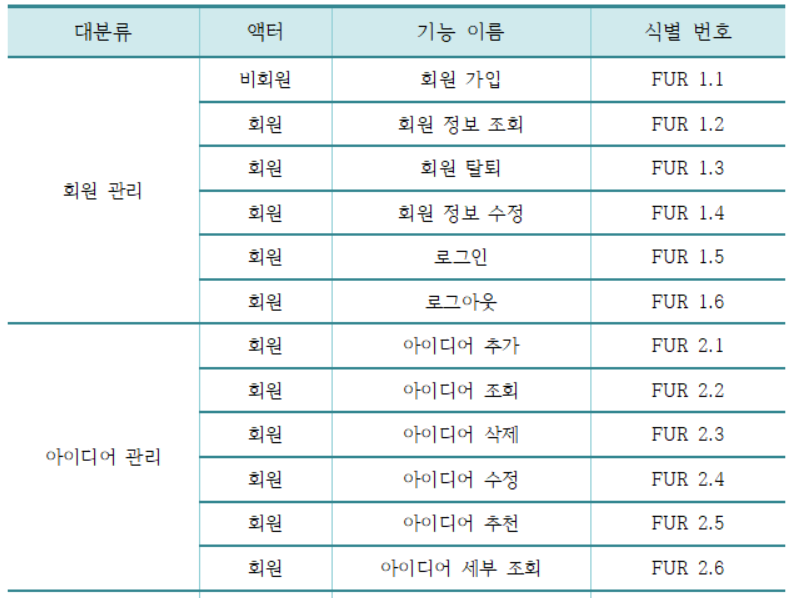 대분류 액터 기능 이름 식별 번호
비회원 회원 가입 FUR 1.1
회원 회원 정보 조회 FUR 1.2
회원 회원 탈퇴 FUR 1.3
회원 관리
회원 회원 정보 수정 FUR 1.4
회원 로그인 FUR 1.5
회원 로그아웃 FUR 1.6
회원 아이디어 추가 FUR 2.1
회원 아이디어 조회 FUR 2.2
회원 아이디어 삭제 FUR 2.3
아이디어 관리
회원 아이디어 수정 FUR 2.4
회원 아이디어 추천 FUR 2.5
회원 아이디어 세부 조회 FUR 2.6